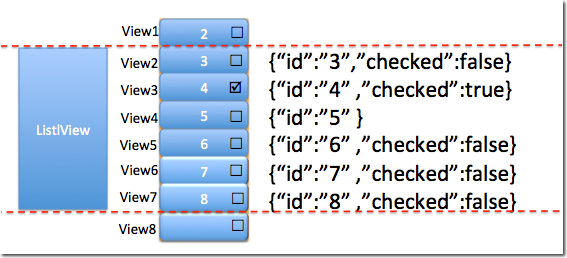 View1 2
View2 3 {“id”:”3”,”checked”:false}
View3 4 {“id”:”4” ,”checked”:true}
ListlView View4 5 {“id”:”5” }
View5 6 {“id”:”6” ,”checked”:false}
View6 7 {“id”:”7” ,”checked”:false}
View7 8 {“id”:”8” ,”checked”:false}
View8